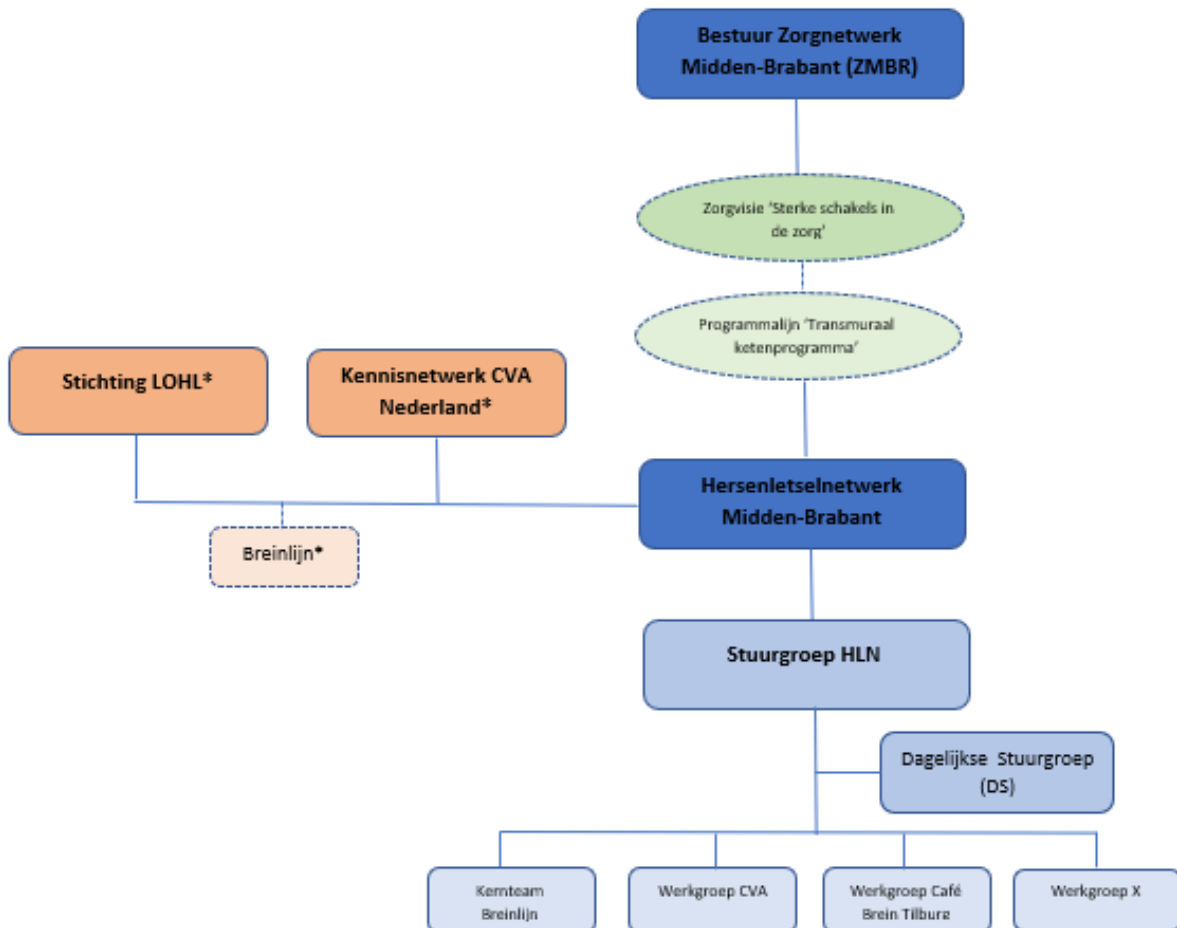 Bestuur Zorgnetwerk
Midden-Brabant (ZMBR)
Zorgvisie ‘Sterke schakels in
de zorg’
Programmalijn ‘Transmuraal
ketenprogramma’
Stichting LOHL*
Kennisnetwerk CVA
Nederland*
Hersenletselnetwerk
Midden-Brabant
Breinlijn*
Stuurgroep HLN
Dagelijkse Stuurgroep
(DS)
Kernteam
Breinlijn
Werkgroep CVA
Werkgroep Café
Brein Tilburg
Werkgroep X